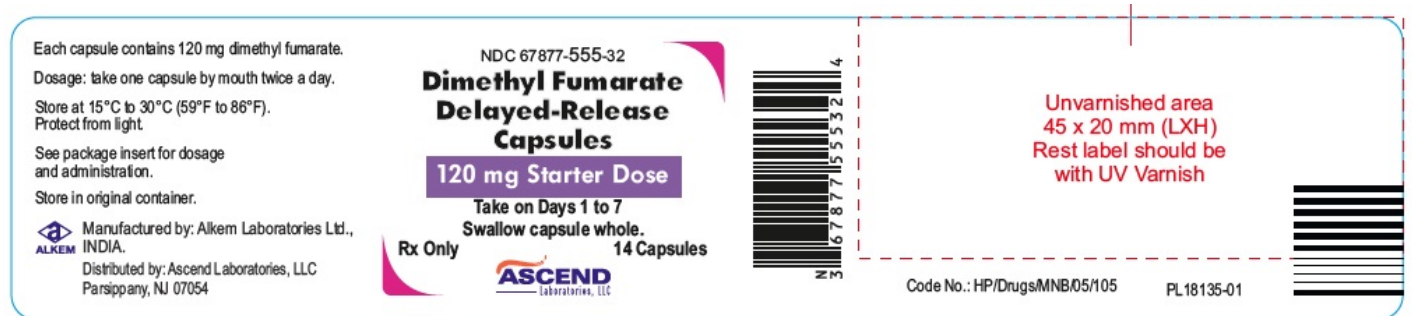 Each capsule contains 120 mg dimethyl fumarate.
Dosage: take one capsule by mouth twice a day.
Store at 15°C to 30°C (59°F to 86°F).
Protect from light.
See package insert for dosage
and administration.
Store in original container.
a
ALKEM
Manufactured by: Alkem Laboratories Ltd.,
INDIA.
Distributed by: Ascend Laboratories, LLC
Parsippany, NJ 07054
NDC 67877-555-32
Dimethyl Fumarate
Delayed-Release
Capsules
120 mg Starter Dose
Take on Days 1 to 7
Swallow capsule whole.
Rx Only
14 Capsules
ASCEND
Laboratories, LLC
N 3 67877 55532 4
Unvarnished area
45 x 20 mm (LXH)
Rest label should be
with UV Varnish
Code No.: HP/Drugs/MNB/05/105
PL18135-01